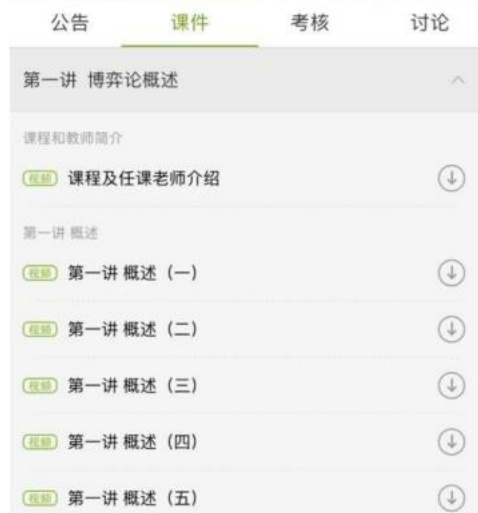 公告 课件 考核 讨论
第一讲 博弈论概述
课程和教师简介
视频 课程及任课老师介绍
第一讲 概述
视频 第一讲 概述（一）
视频 第一讲 概述（二）
视频 第一讲 概述（三）
视频 第一讲 概述（四）
视频 第一讲 概述（五）